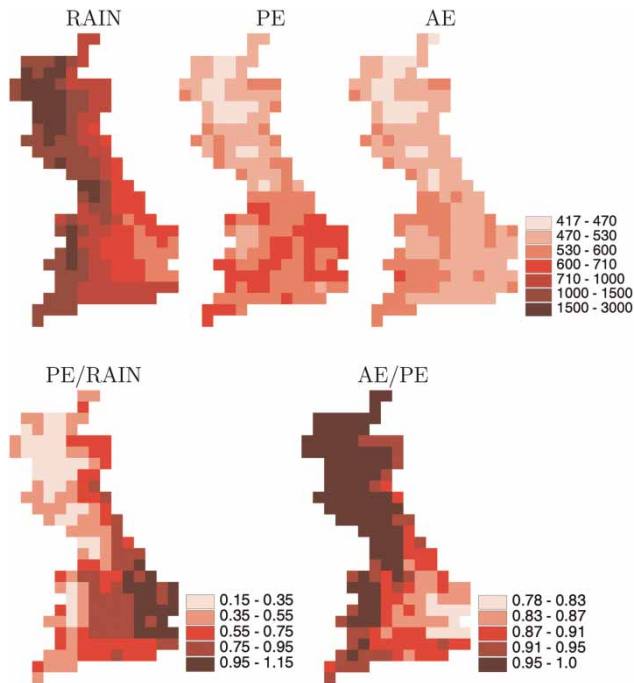 RAIN PE AE
417 - 470
470 - 530
530 - 600
600 - 710
710 - 1000
1000 - 1500
1500 - 3000
PE/RAIN AE/PE
0.15 - 0.35
0.35 - 0.55
0.55 - 0.75
0.75 - 0.95
0.95 - 1.15
0.78 - 0.83
0.83 - 0.87
0.87 - 0.91
0.91 - 0.95
0.95 - 1.0